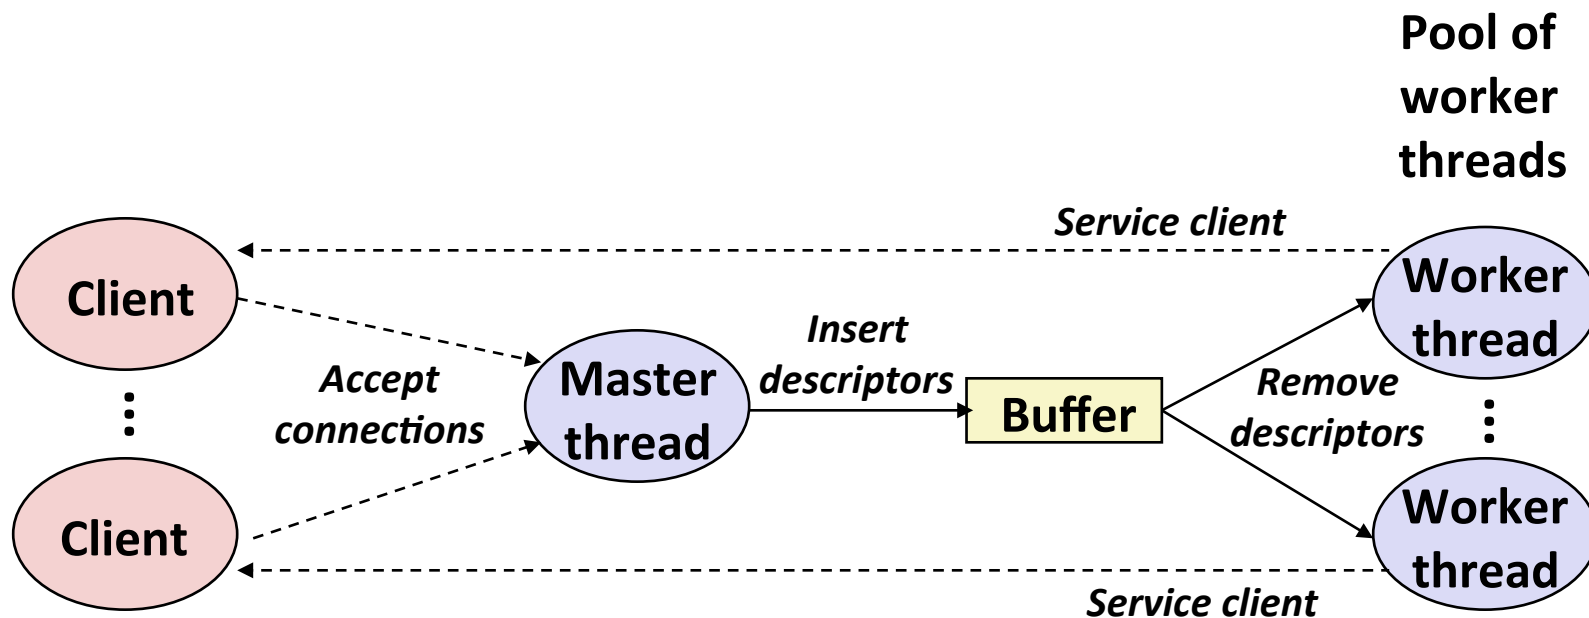 Pool of
worker
threads
Service client
Client
Worker
thread
Accept
connections
Master
thread
Insert
descriptors
Buffer
Remove
descriptors
Client
Worker
thread
Service client